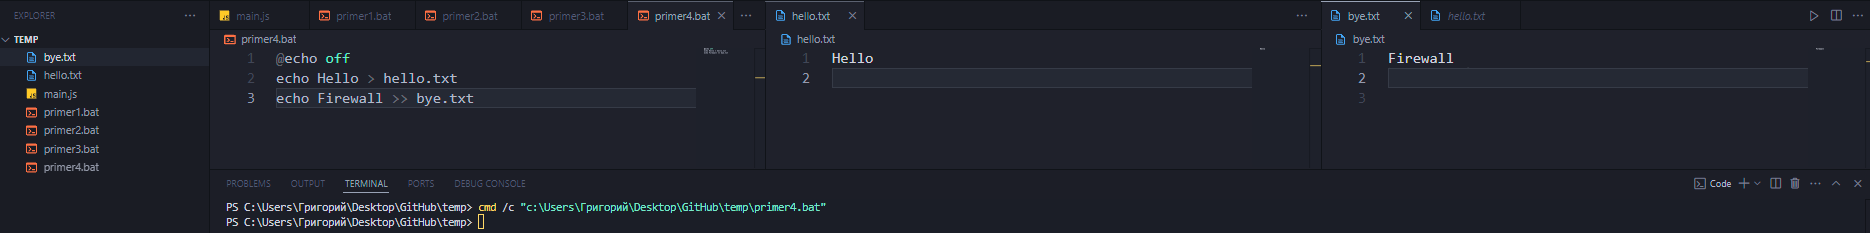 EXPLORER
TEMP
bye.txt
hello.txt
main.js
primer1.bat
primer2.bat
primer3.bat
primer4.bat
main.js primer1.bat primer2.bat primer3.bat primer4.bat
primer4.bat
1 @echo off
2 echo Hello > hello.txt
3 echo Firewall >> bye.txt
hello.txt
hello.txt
1 Hello
2
bye.txt hello.txt
bye.txt
1 Firewall
2
3
PROBLEMS OUTPUT TERMINAL PORTS DEBUG CONSOLE
Code
PS C:\Users\Григорий\Desktop\GitHub\temp> cmd /c "c:\Users\Григорий\Desktop\GitHub\temp\primer4.bat"
PS C:\Users\Григорий\Desktop\GitHub\temp>